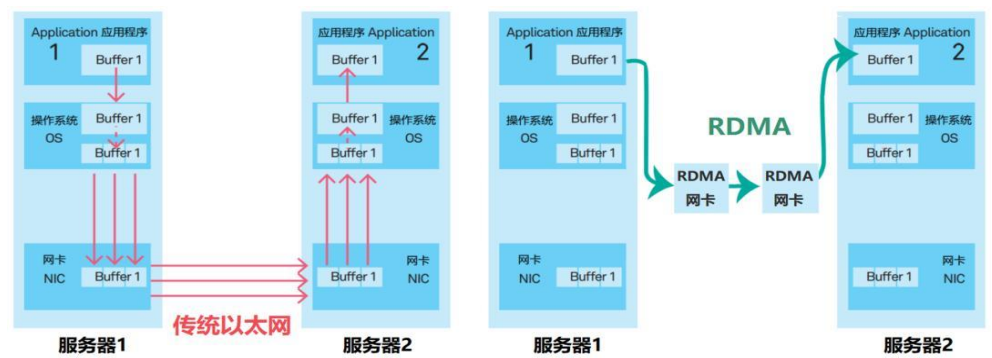 Application 应用程序
1
Buffer 1
操作系统
OS
Buffer 1
Buffer 1
网卡
NIC
Buffer 1
服务器1
传统以太网
应用程序 Application
Buffer 1
2
Buffer 1
操作系统
OS
Buffer 1
Buffer 1
网卡
NIC
服务器2
Application 应用程序
1
Buffer 1
操作系统
OS
Buffer 1
Buffer 1
网卡
NIC
Buffer 1
服务器1
RDMA
RDMA
网卡
RDMA
网卡
应用程序 Application
Buffer 1
2
Buffer 1
操作系统
OS
Buffer 1
Buffer 1
网卡
NIC
服务器2